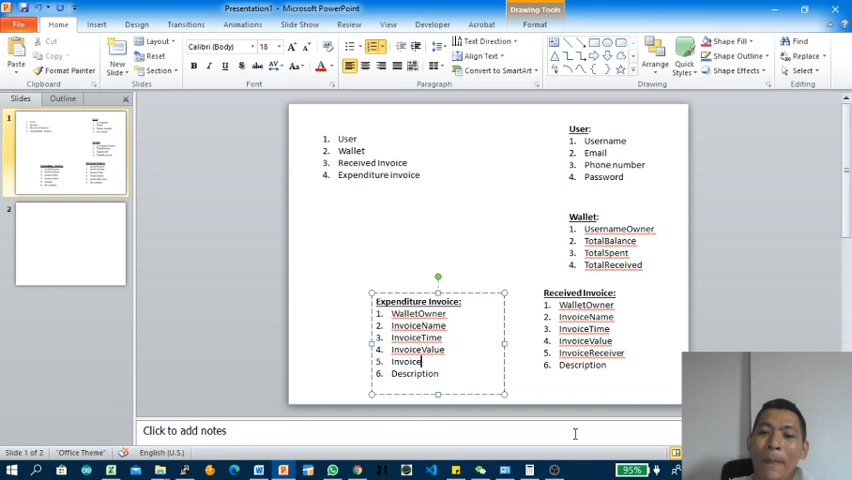 Presentation1 - Microsoft PowerPoint
Drawing Tools
File Home Insert Design Transitions Animations Slide Show Review View Developer Acrobat Format
Paste
Cut
Copy
Format Painter
Clipboard
New Slide
Layout
Reset
Section
Slides
Calibri (Body) 18
Font
Paragraph
Text Direction
Align Text
Convert to SmartArt
Drawing
Arrange
Quick Styles
Shape Fill
Shape Outline
Shape Effects
Find
Replace
Select
Editing
Slides Outline
1
2
1. User
2. Wallet
3. Received Invoice
4. Expenditure invoice
User:
1. Username
2. Email
3. Phone number
4. Password
Wallet:
1. UsernameOwner
2. TotalBalance
3. TotalSpent
4. TotalReceived
Expenditure Invoice:
1. WalletOwner
2. InvoiceName
3. InvoiceTime
4. InvoiceValue
5. Invoice
6. Description
Received Invoice:
1. WalletOwner
2. InvoiceName
3. InvoiceTime
4. InvoiceValue
5. InvoiceReceiver
6. Description
Click to add notes
Slide 1 of 2 "Office Theme" English (U.S.)
95%